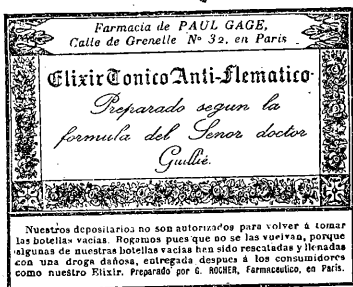 Farmacia de PAUL GAGE,
Calle de Grenelle Nº 32, en Paris
Elixir Tonico Anti-Flematico
Preparado segun la
formula del Senor doctor
Guillié.
Nuestros depositarios no son autorizados para volver á tomar
las botellas vacias. Rogamos pues que no se las vuelvan, porque
algunas de nuestras botellas vacias han sido rescatadas y llenadas
con una droga dañosa, entregada despues á los consumidores
como nuestro Elixir. Preparado por G. ROCHER, Farmaceutico, en Paris.